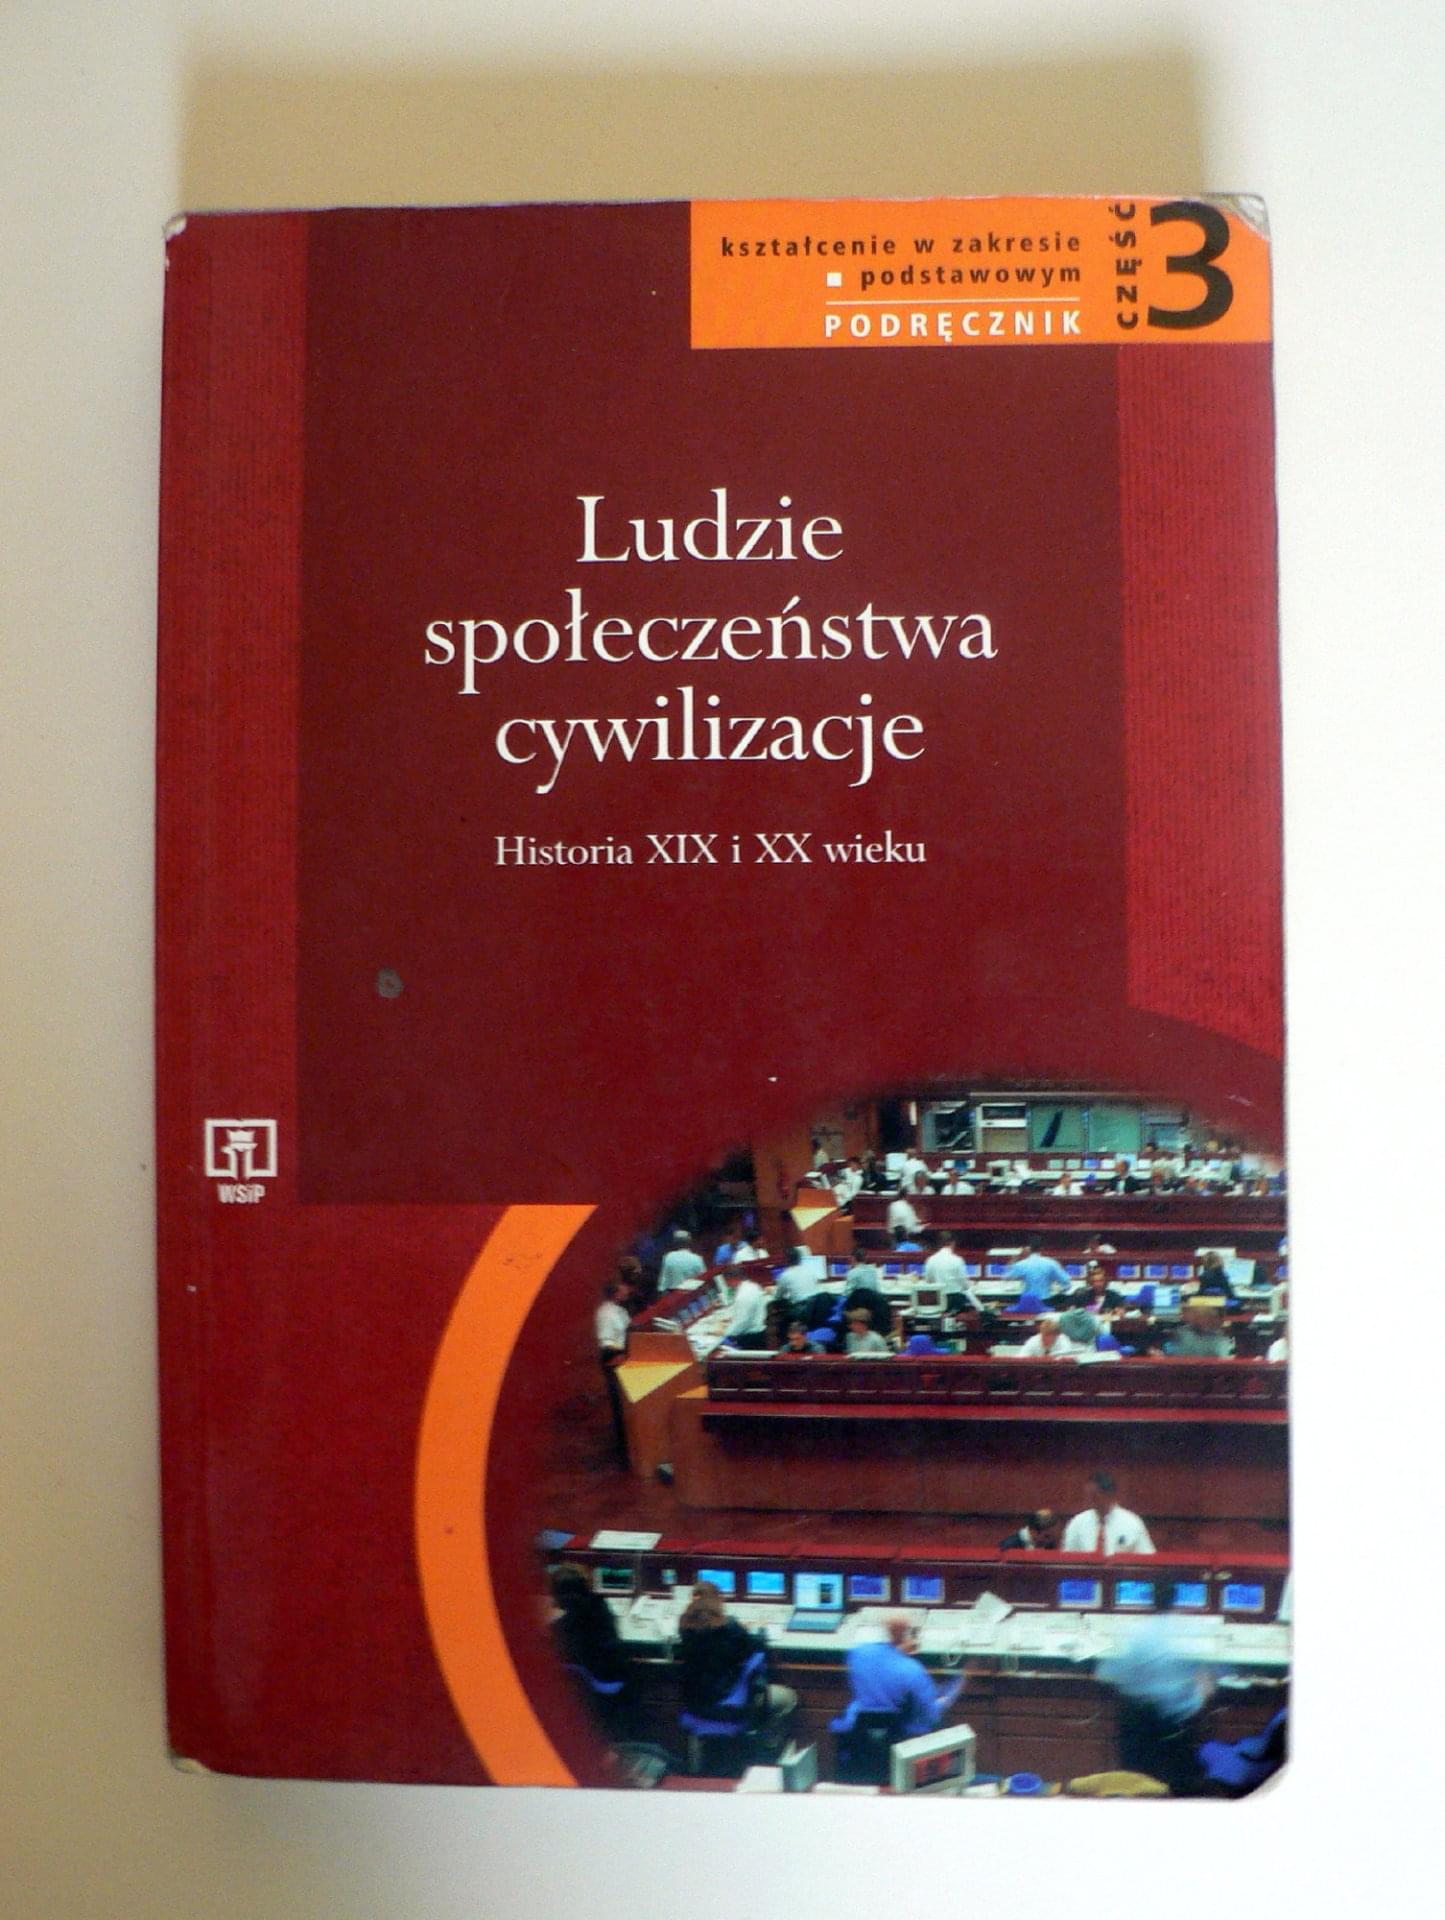 kształcenie w zakresie
podstawowym
PODRĘCZNIK
CZĘŚĆ
3
Ludzie
społeczeństwa
cywilizacje
Historia XIX i XX wieku
WSiP